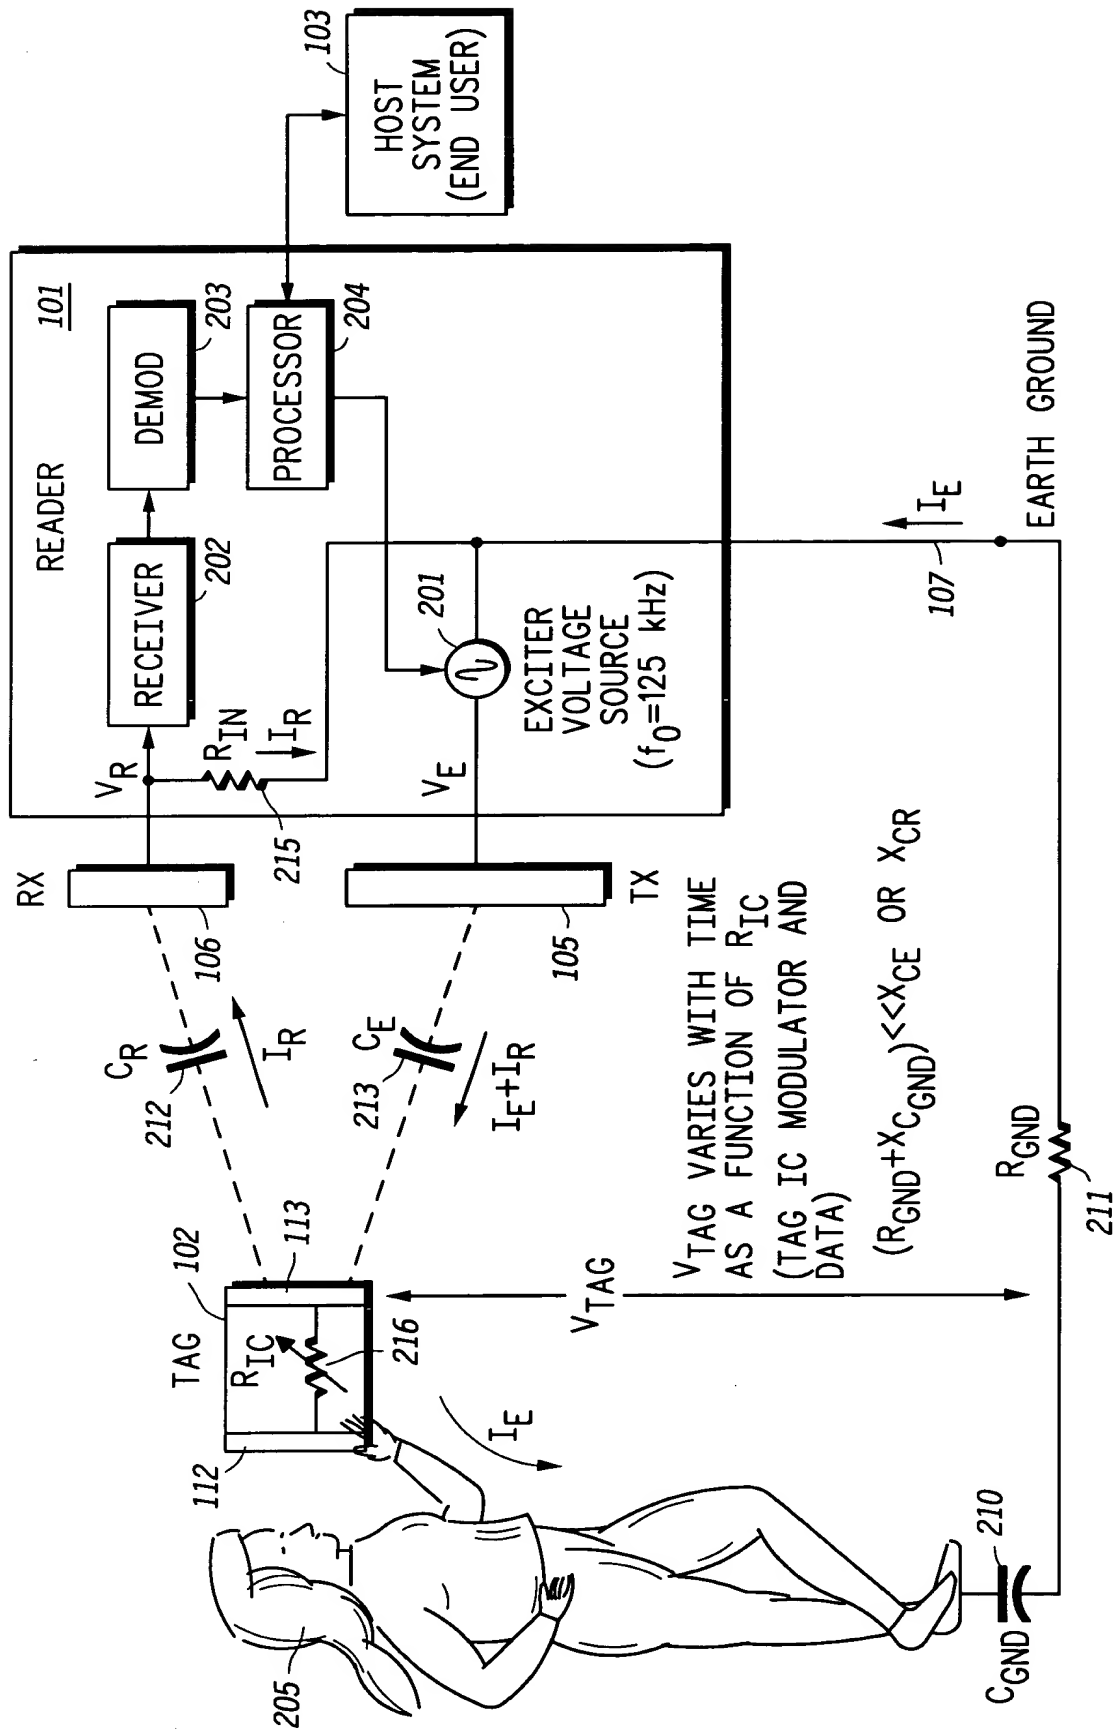 103
HOST
SYSTEM
(END USER)
101
READER
RECEIVER
202
DEMOD
203
PROCESSOR
204
RX
106
V_R
R_IN
I_R
215
V_E
201
EXCITER
VOLTAGE
SOURCE
(f_0=125 kHz)
TX
105
C_R
212
I_R
C_E
213
I_E+I_R
TAG
102
113
R_IC
216
112
205
I_E
V_TAG
V_TAG VARIES WITH TIME
AS A FUNCTION OF R_IC
(TAG IC MODULATOR AND
DATA)
(R_GND+X_C_GND)<<X_CE OR X_CR
I_E
107
EARTH GROUND
R_GND
211
C_GND
210